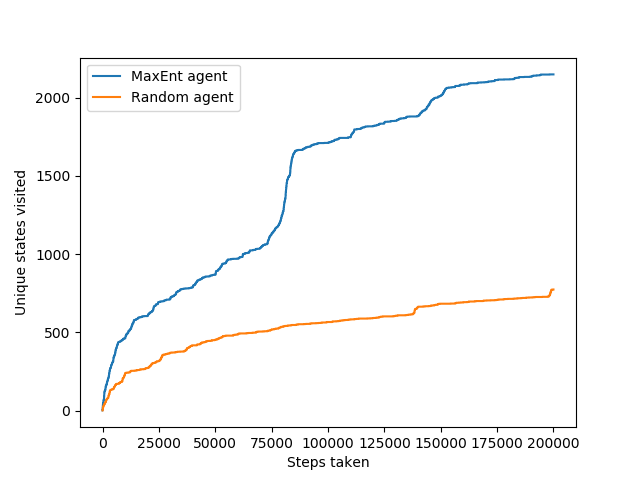 MaxEnt agent
Random agent
Unique states visited
2000
1500
1000
500
0
0 25000 50000 75000 100000 125000 150000 175000 200000
Steps taken